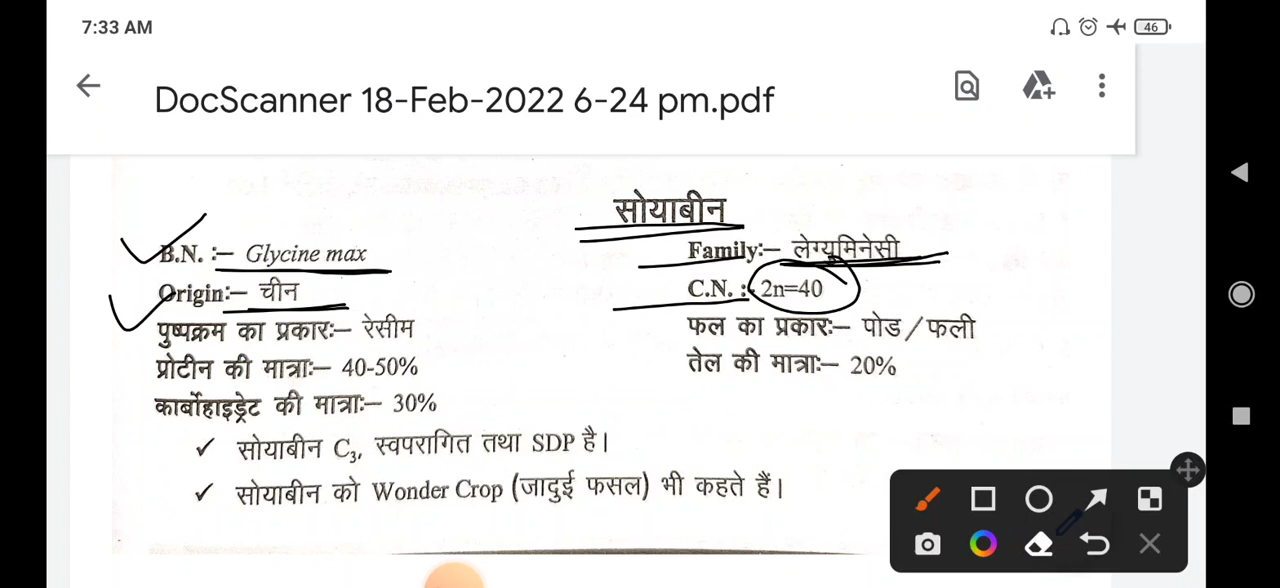 7:33 AM
46
DocScanner 18-Feb-2022 6-24 pm.pdf
सोयाबीन
B.N. :– Glycine max
Family:– लेग्यूमिनेसी
Origin:– चीन
C.N. :- 2n=40
पुष्पक्रम का प्रकारः– रेसीम
फल का प्रकारः– पोड / फली
प्रोटीन की मात्राः– 40-50%
तेल की मात्राः– 20%
कार्बोहाइड्रेट की मात्राः– 30%
✓ सोयाबीन C₃, स्वपरागित तथा SDP है।
✓ सोयाबीन को Wonder Crop (जादुई फसल) भी कहते हैं।